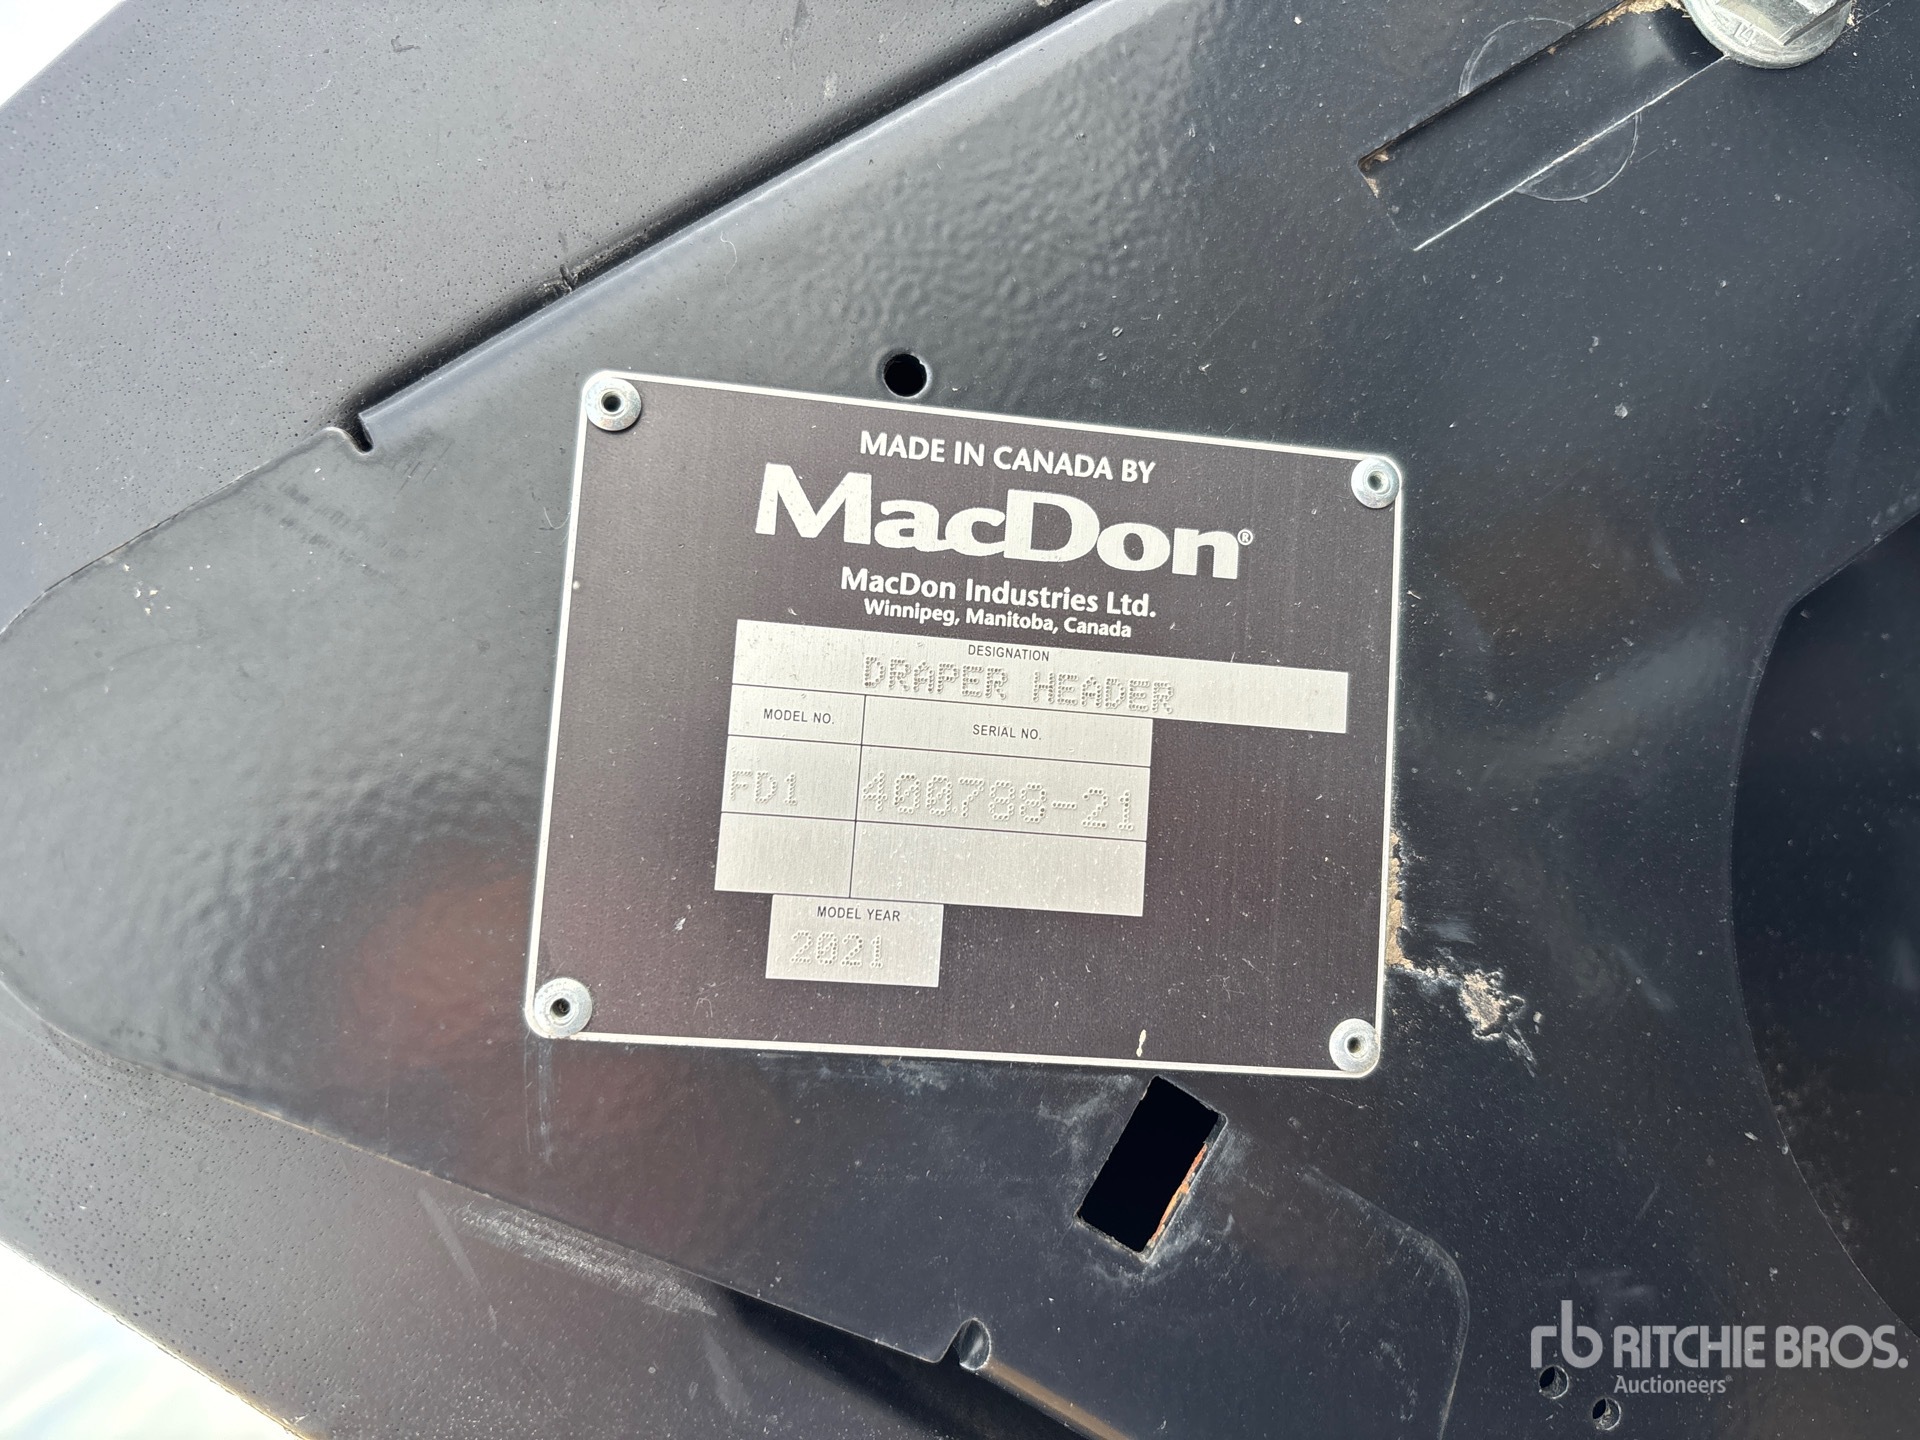 MADE IN CANADA BY
MacDon®
MacDon Industries Ltd.
Winnipeg, Manitoba, Canada
DESIGNATION
DRAPER HEADER
MODEL NO. SERIAL NO.
FD1 400788-21
MODEL YEAR
2021
rb RITCHIE BROS.
Auctioneers